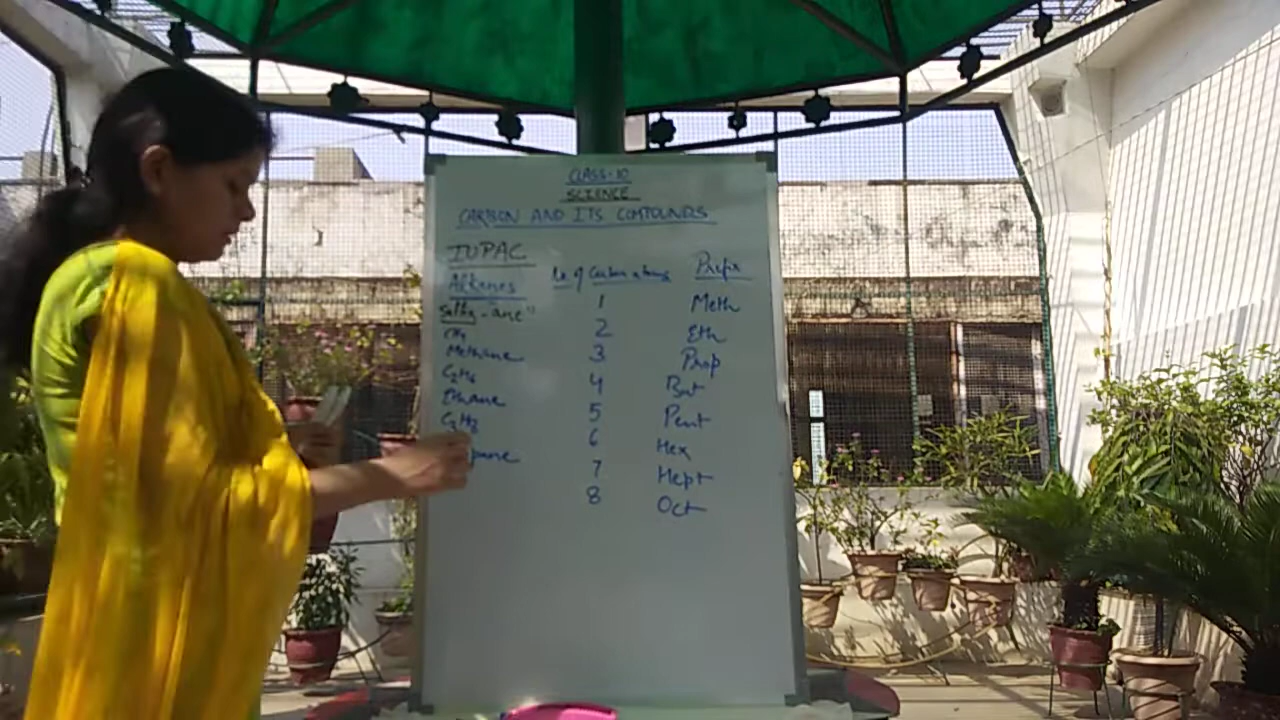 CLASS-10
SCIENCE
CARBON AND ITS COMPOUNDS
IUPAC
Alkanes No. of Carbon atoms Prefix
Suffix - "ane" 1 Meth
CH4 2 Eth
Methane 3 Prop
C2H6 4 But
Ethane 5 Pent
C3H8 6 Hex
pane 7 Hept
8 Oct